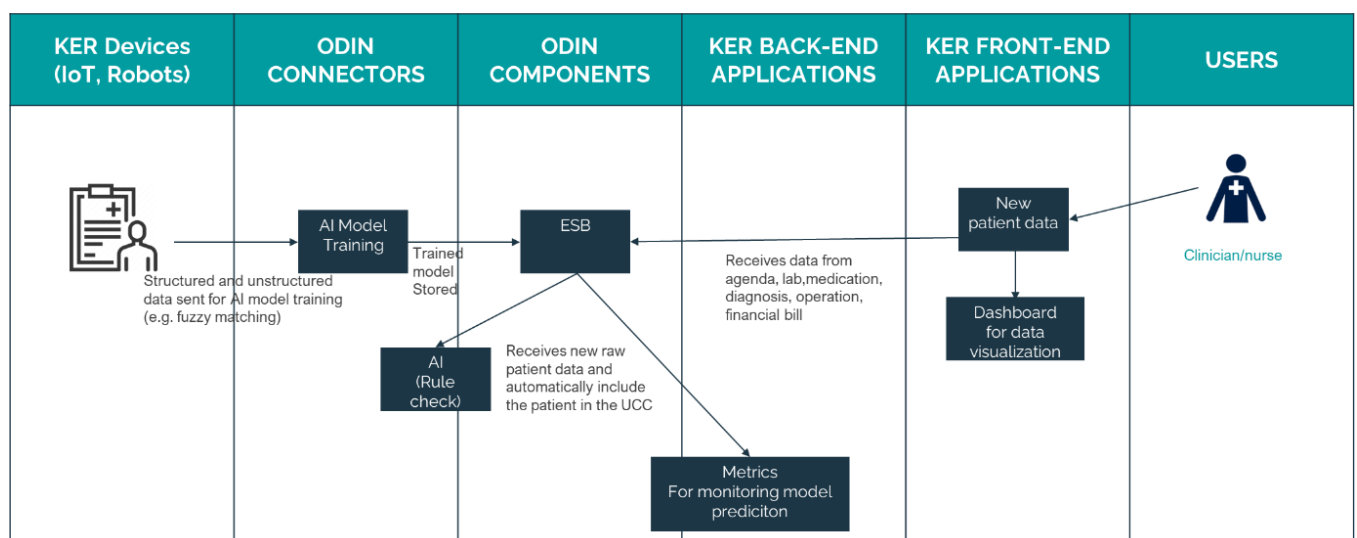 KER Devices
(IoT, Robots)
ODIN
CONNECTORS
ODIN
COMPONENTS
KER BACK-END
APPLICATIONS
KER FRONT-END
APPLICATIONS
USERS
AI Model
Training
ESB
New
patient data
Clinician/nurse
Structured and unstructured
data sent for AI model training
(e.g. fuzzy matching)
Trained
model
Stored
Receives data from
agenda, lab,medication,
diagnosis, operation,
financial bill
Dashboard
for data
visualization
AI
(Rule
check)
Receives new raw
patient data and
automatically include
the patient in the UCC
Metrics
For monitoring model
prediciton